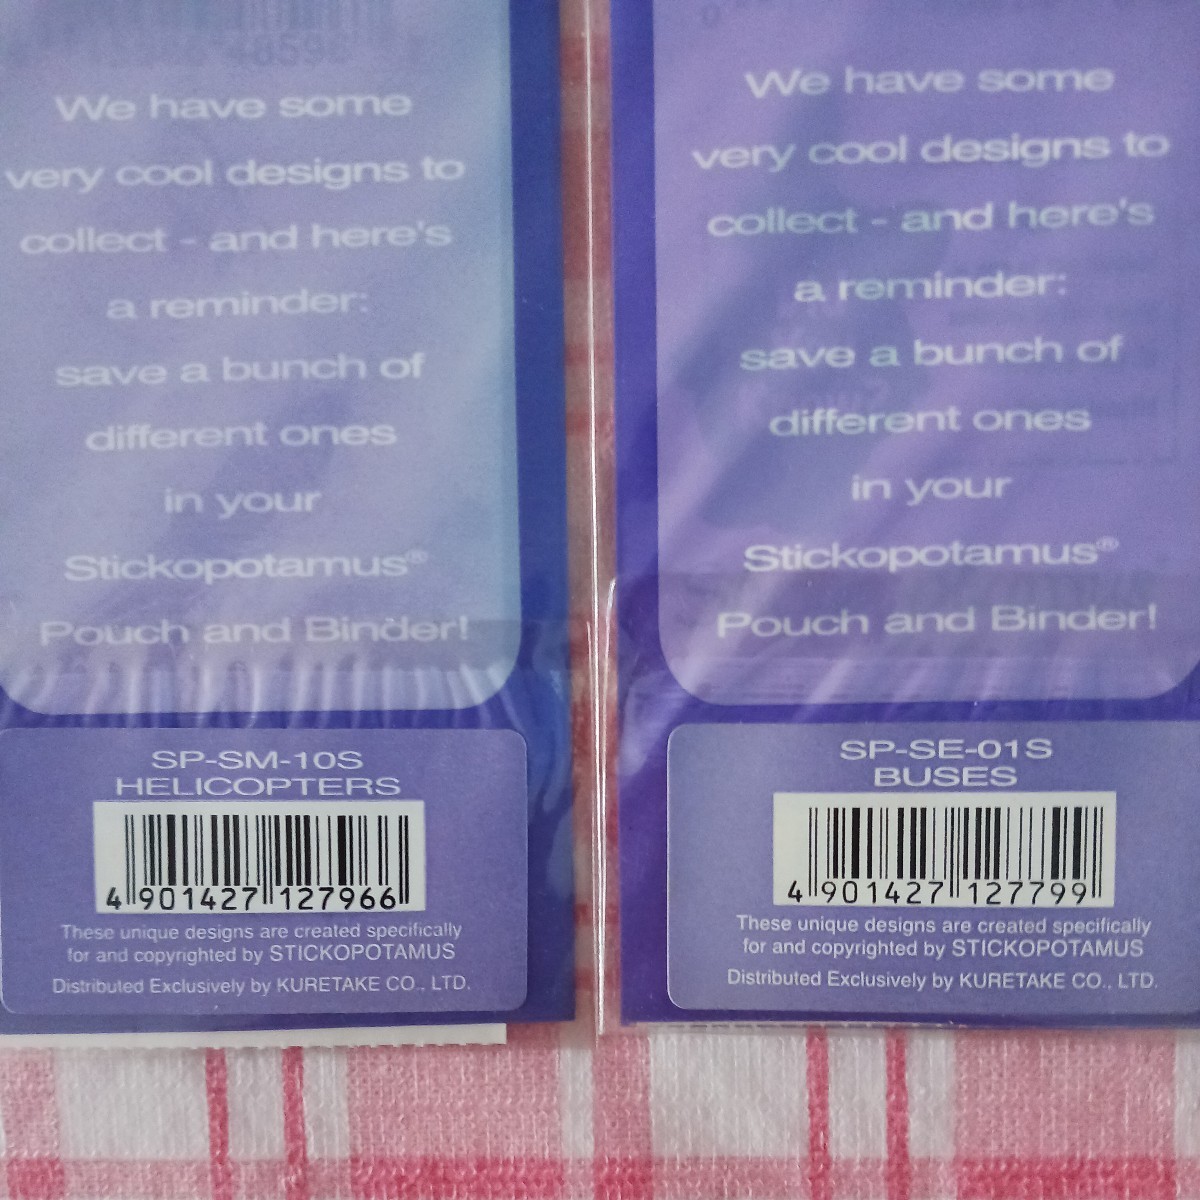 We have some
very cool designs to
collect - and here's
a reminder:
save a bunch of
different ones
in your
Stickopotamus®
Pouch and Binder!
SP-SM-10S
HELICOPTERS
4 901427 127966
These unique designs are created specifically
for and copyrighted by STICKOPOTAMUS
Distributed Exclusively by KURETAKE CO., LTD.
We have some
very cool designs to
collect - and here's
a reminder:
save a bunch of
different ones
in your
Stickopotamus®
Pouch and Binder!
SP-SE-01S
BUSES
4 901427 127799
These unique designs are created specifically
for and copyrighted by STICKOPOTAMUS
Distributed Exclusively by KURETAKE CO., LTD.